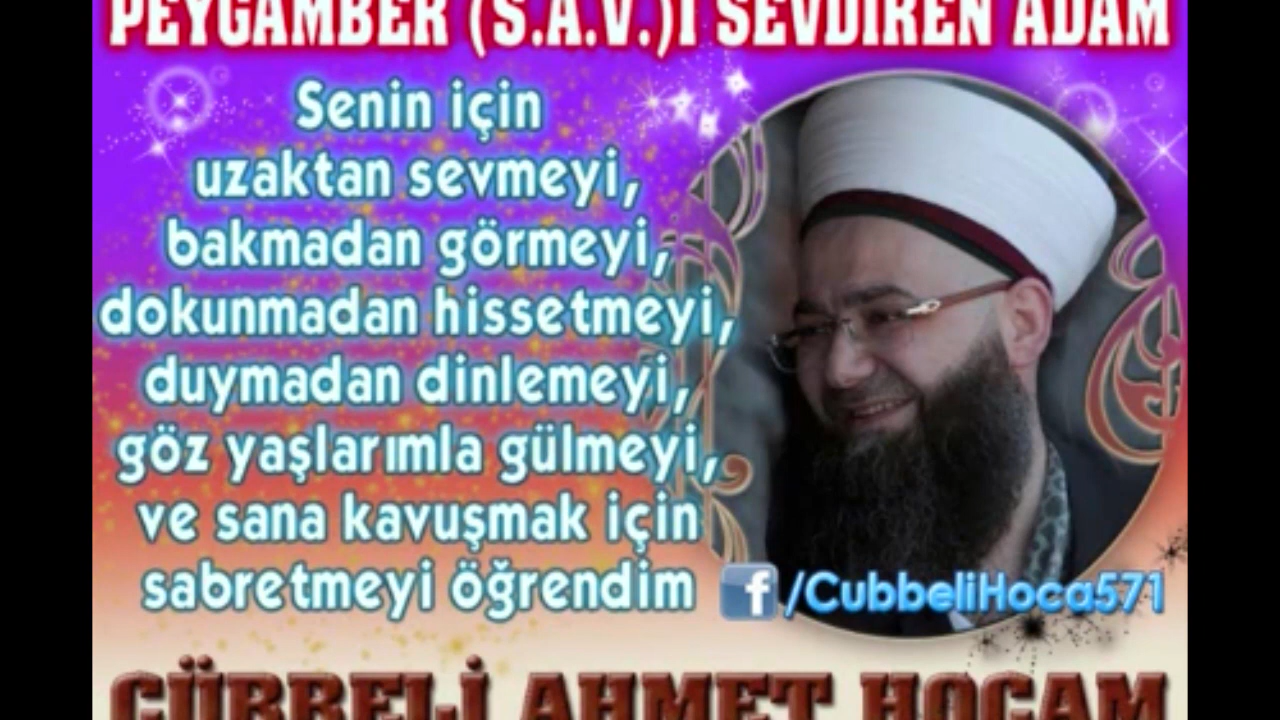 PEYGAMBER (S.A.V.)İ SEVDİREN ADAM
Senin için
uzaktan sevmeyi,
bakmadan görmeyi,
dokunmadan hissetmeyi,
duymadan dinlemeyi,
göz yaşlarımla gülmeyi,
ve sana kavuşmak için
sabretmeyi öğrendim
f /CubbeliHoca571
CÜBBELİ AHMET HOCAM